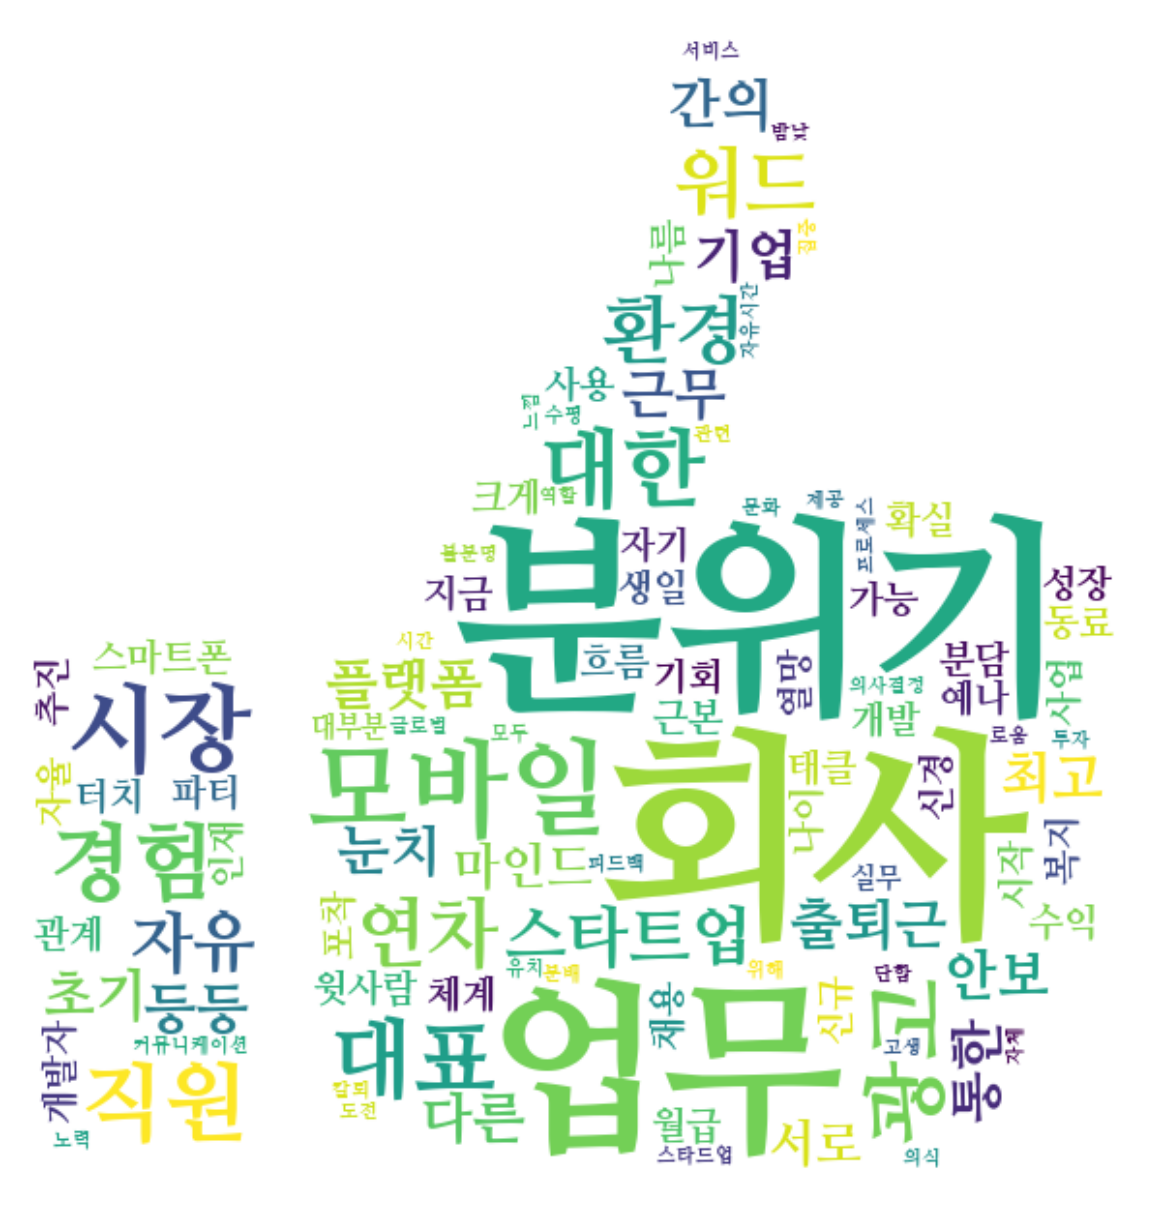 서비스
간의
밤낮
워드
나름
기업
집중
환경
자유시간
사용
근무
느낌
수평
대한
관련
크게
역할
분위기
문화
제공
프로세스
확실
불분명
자기
지금
생일
가능
성장
동료
시간
흐름
분담
스마트폰
추진
플랫폼
기회
열망
의사결정
예나
사업
시장
대부분
글로벌
모두
근본
개발
로움
투자
자율
터치
파티
모바일
회사
태클
나이
신경
최고
경험
인재
눈치
마인드
피드백
실무
시작
복지
관계
자유
포착
연차
스타트업
출퇴근
수익
초기
등등
윗사람
체계
유치
분배
위해
단합
안보
개발자
커뮤니케이션
대표
업무
채용
신규
광고
고생
통한
자체
직원
칼퇴
도전
다른
월급
서로
노력
스타드업
의식